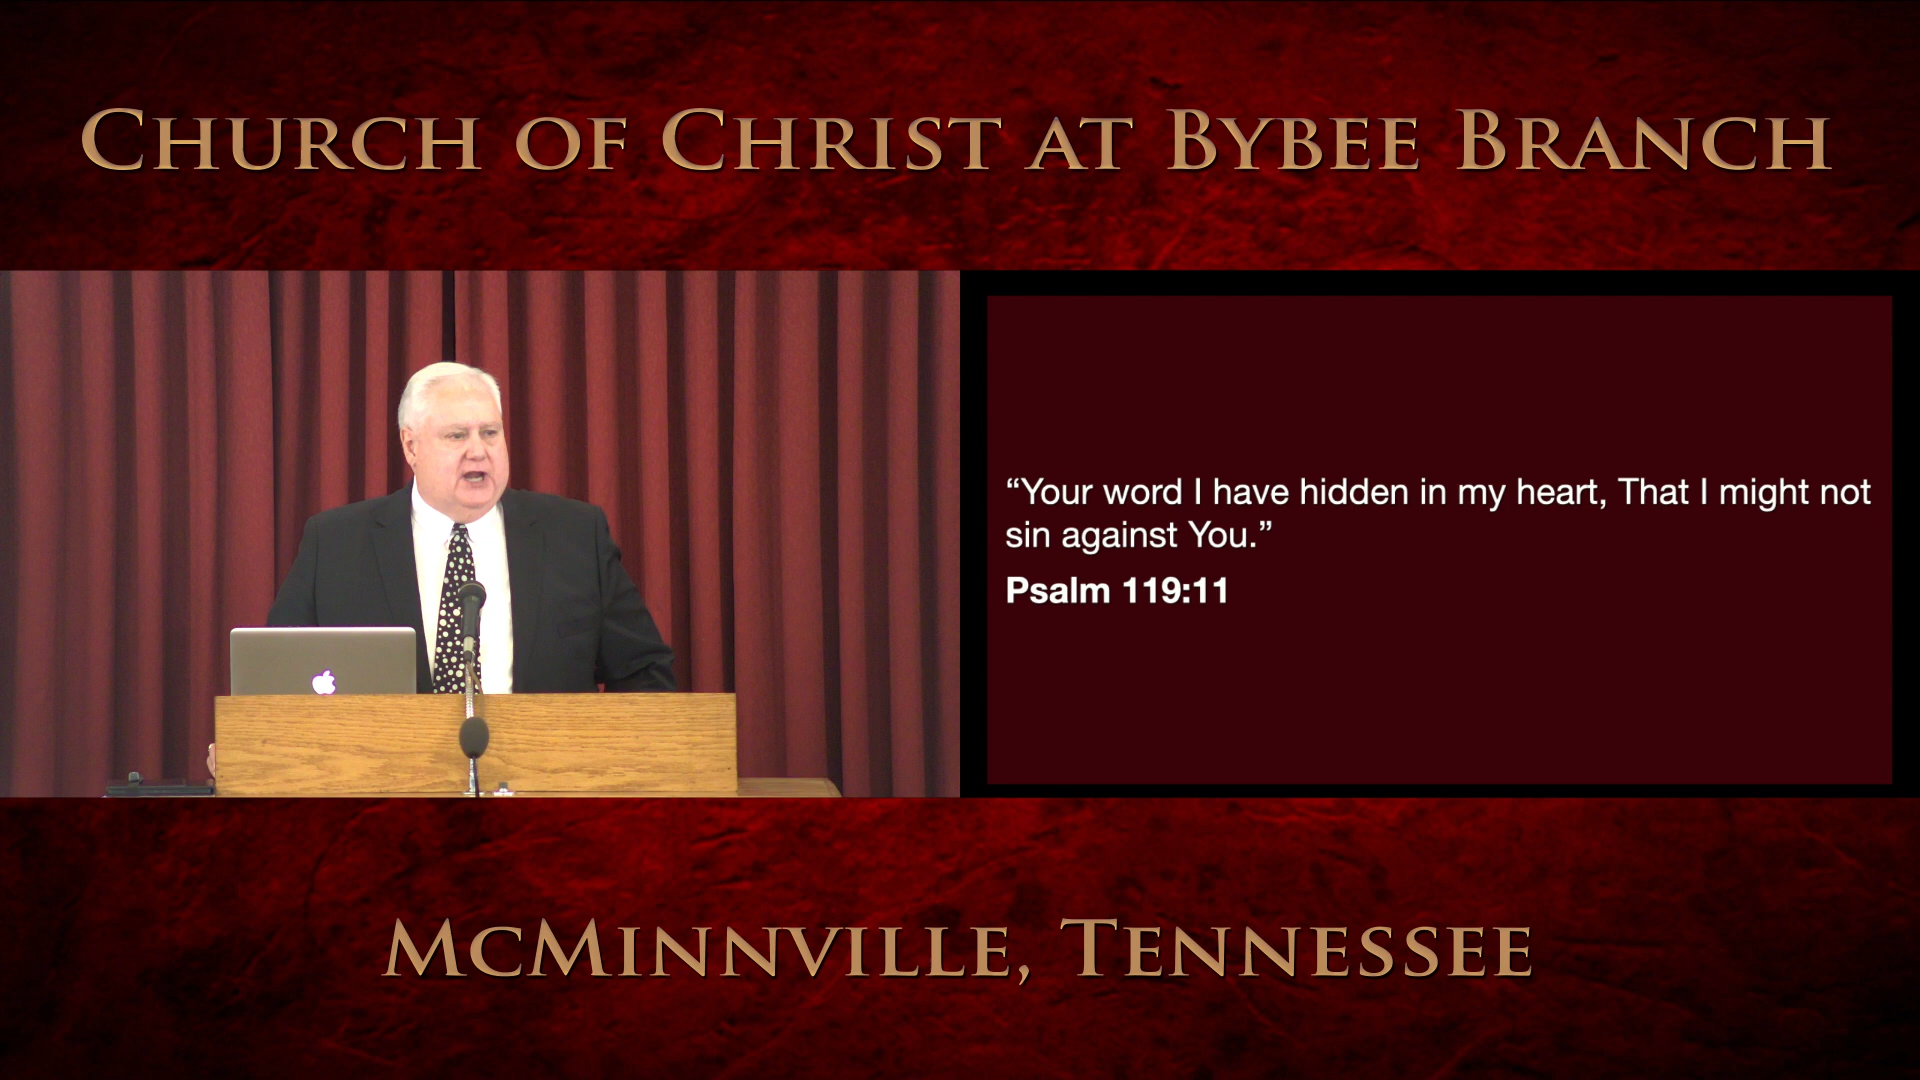 CHURCH OF CHRIST AT BYBEE BRANCH
“Your word I have hidden in my heart, That I might not
sin against You.”
Psalm 119:11
MCMINNVILLE, TENNESSEE